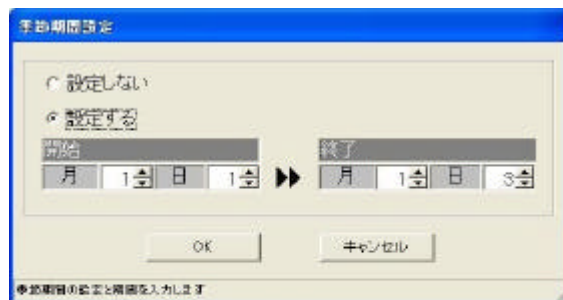 季節期間設定
設定しない
設定する
開始 終了
月 1 日 1 月 1 日 3
OK キャンセル
季節期間の設定と期間を入力します